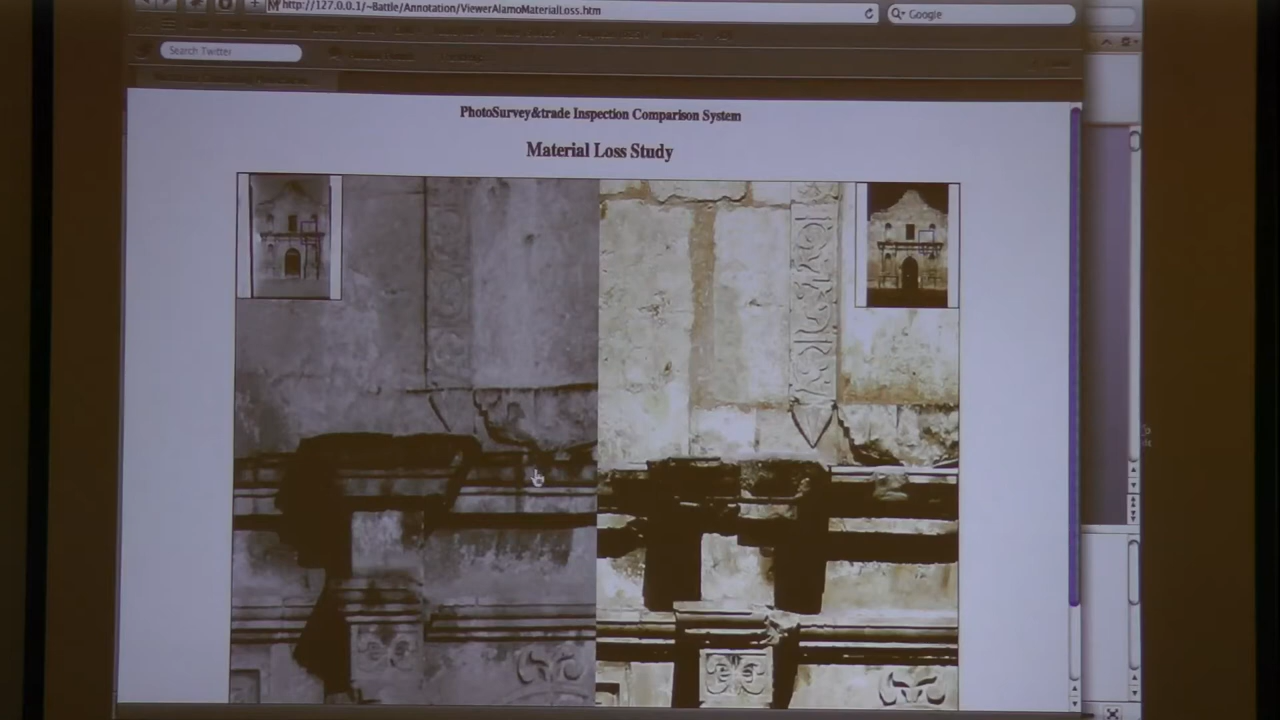 http://127.0.0.1/~Battle/Annotation/ViewerAlamoMaterialLoss.htm
Google
Search Twitter
PhotoSurvey&trade Inspection Comparison System
Material Loss Study